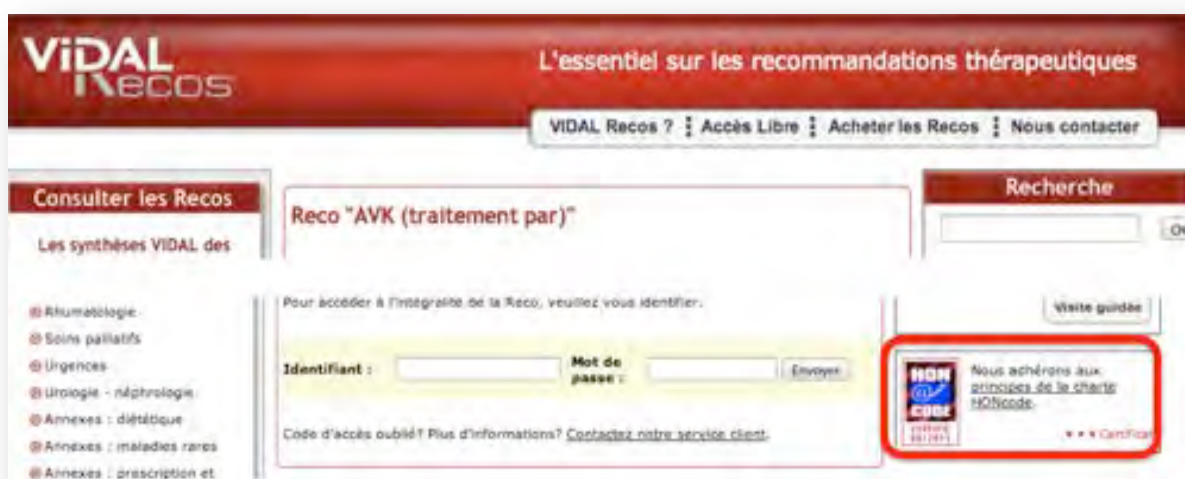 ViDAL
Recos
L'essentiel sur les recommandations thérapeutiques
VIDAL Recos ? Accès Libre Acheter les Recos Nous contacter
Consulter les Recos
Les synthèses VIDAL des
Rhumatologie
Soins palliatifs
Urgences
Urologie - néphrologie
Annexes : diététique
Annexes : maladies rares
Annexes : prescription et
Reco "AVK (traitement par)"
Pour accéder à l'intégralité de la Reco, veuillez vous identifier.
Identifiant :
Mot de
passe :
Envoyer
Code d'accès oublié? Plus d'informations? Contactez notre service client.
Recherche
Visite guidée
HON
@
CODE
Nous adhérons aux
principes de la charte
HONcode.